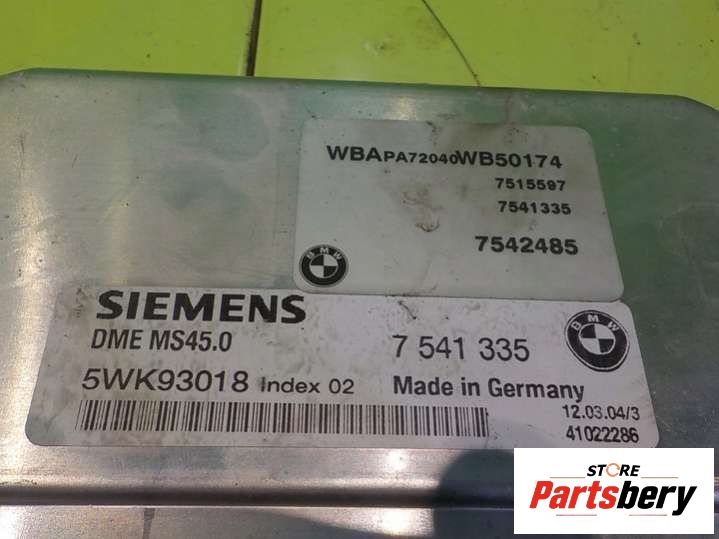 WBAPA72040WB50174
7515597
7541335
7542485
BMW
SIEMENS
DME MS45.0
7 541 335
BMW
5WK93018 Index 02
Made in Germany
12.03.04/3
41022286
STORE
Partsbery